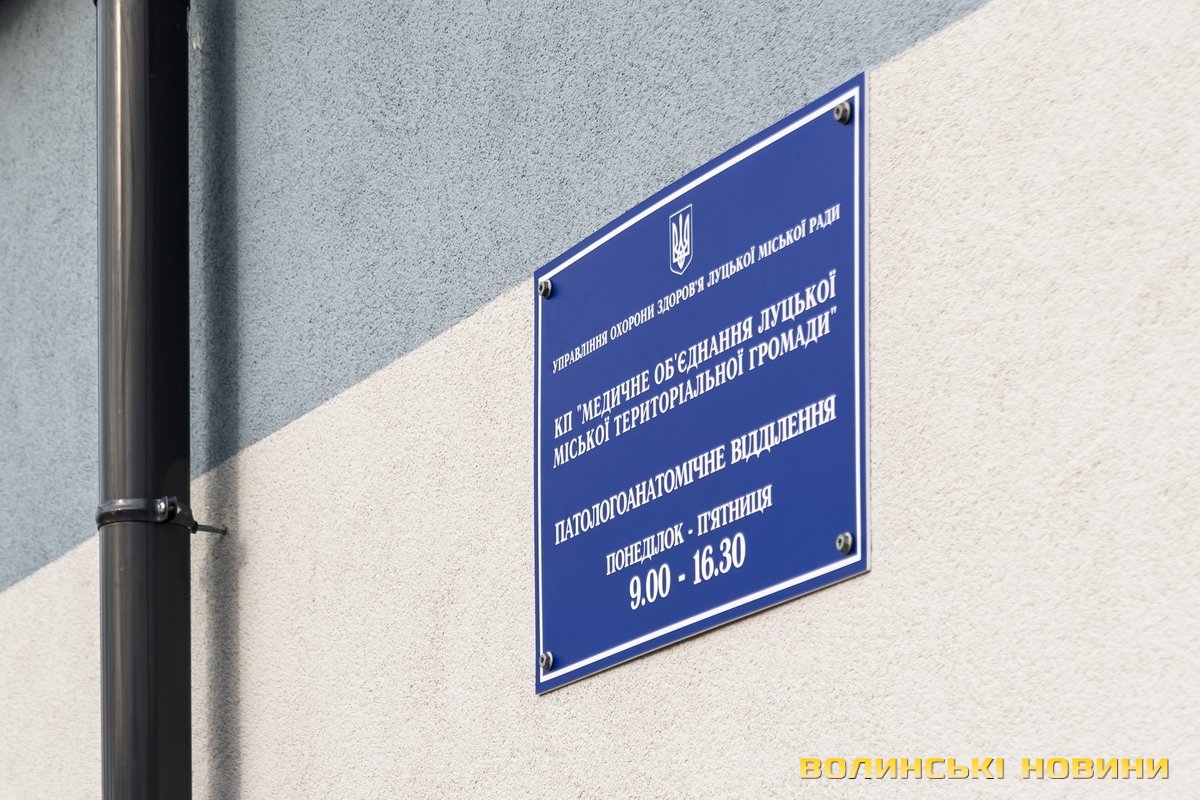 УПРАВЛІННЯ ОХОРОНИ ЗДОРОВ'Я ЛУЦЬКОЇ МІСЬКОЇ РАДИ
КП "МЕДИЧНЕ ОБ'ЄДНАННЯ ЛУЦЬКОЇ
МІСЬКОЇ ТЕРИТОРІАЛЬНОЇ ГРОМАДИ"
ПАТОЛОГОАНАТОМІЧНЕ ВІДДІЛЕННЯ
ПОНЕДІЛОК - П'ЯТНИЦЯ
9.00 - 16.30
ВОЛИНСЬКІ НОВИНИ